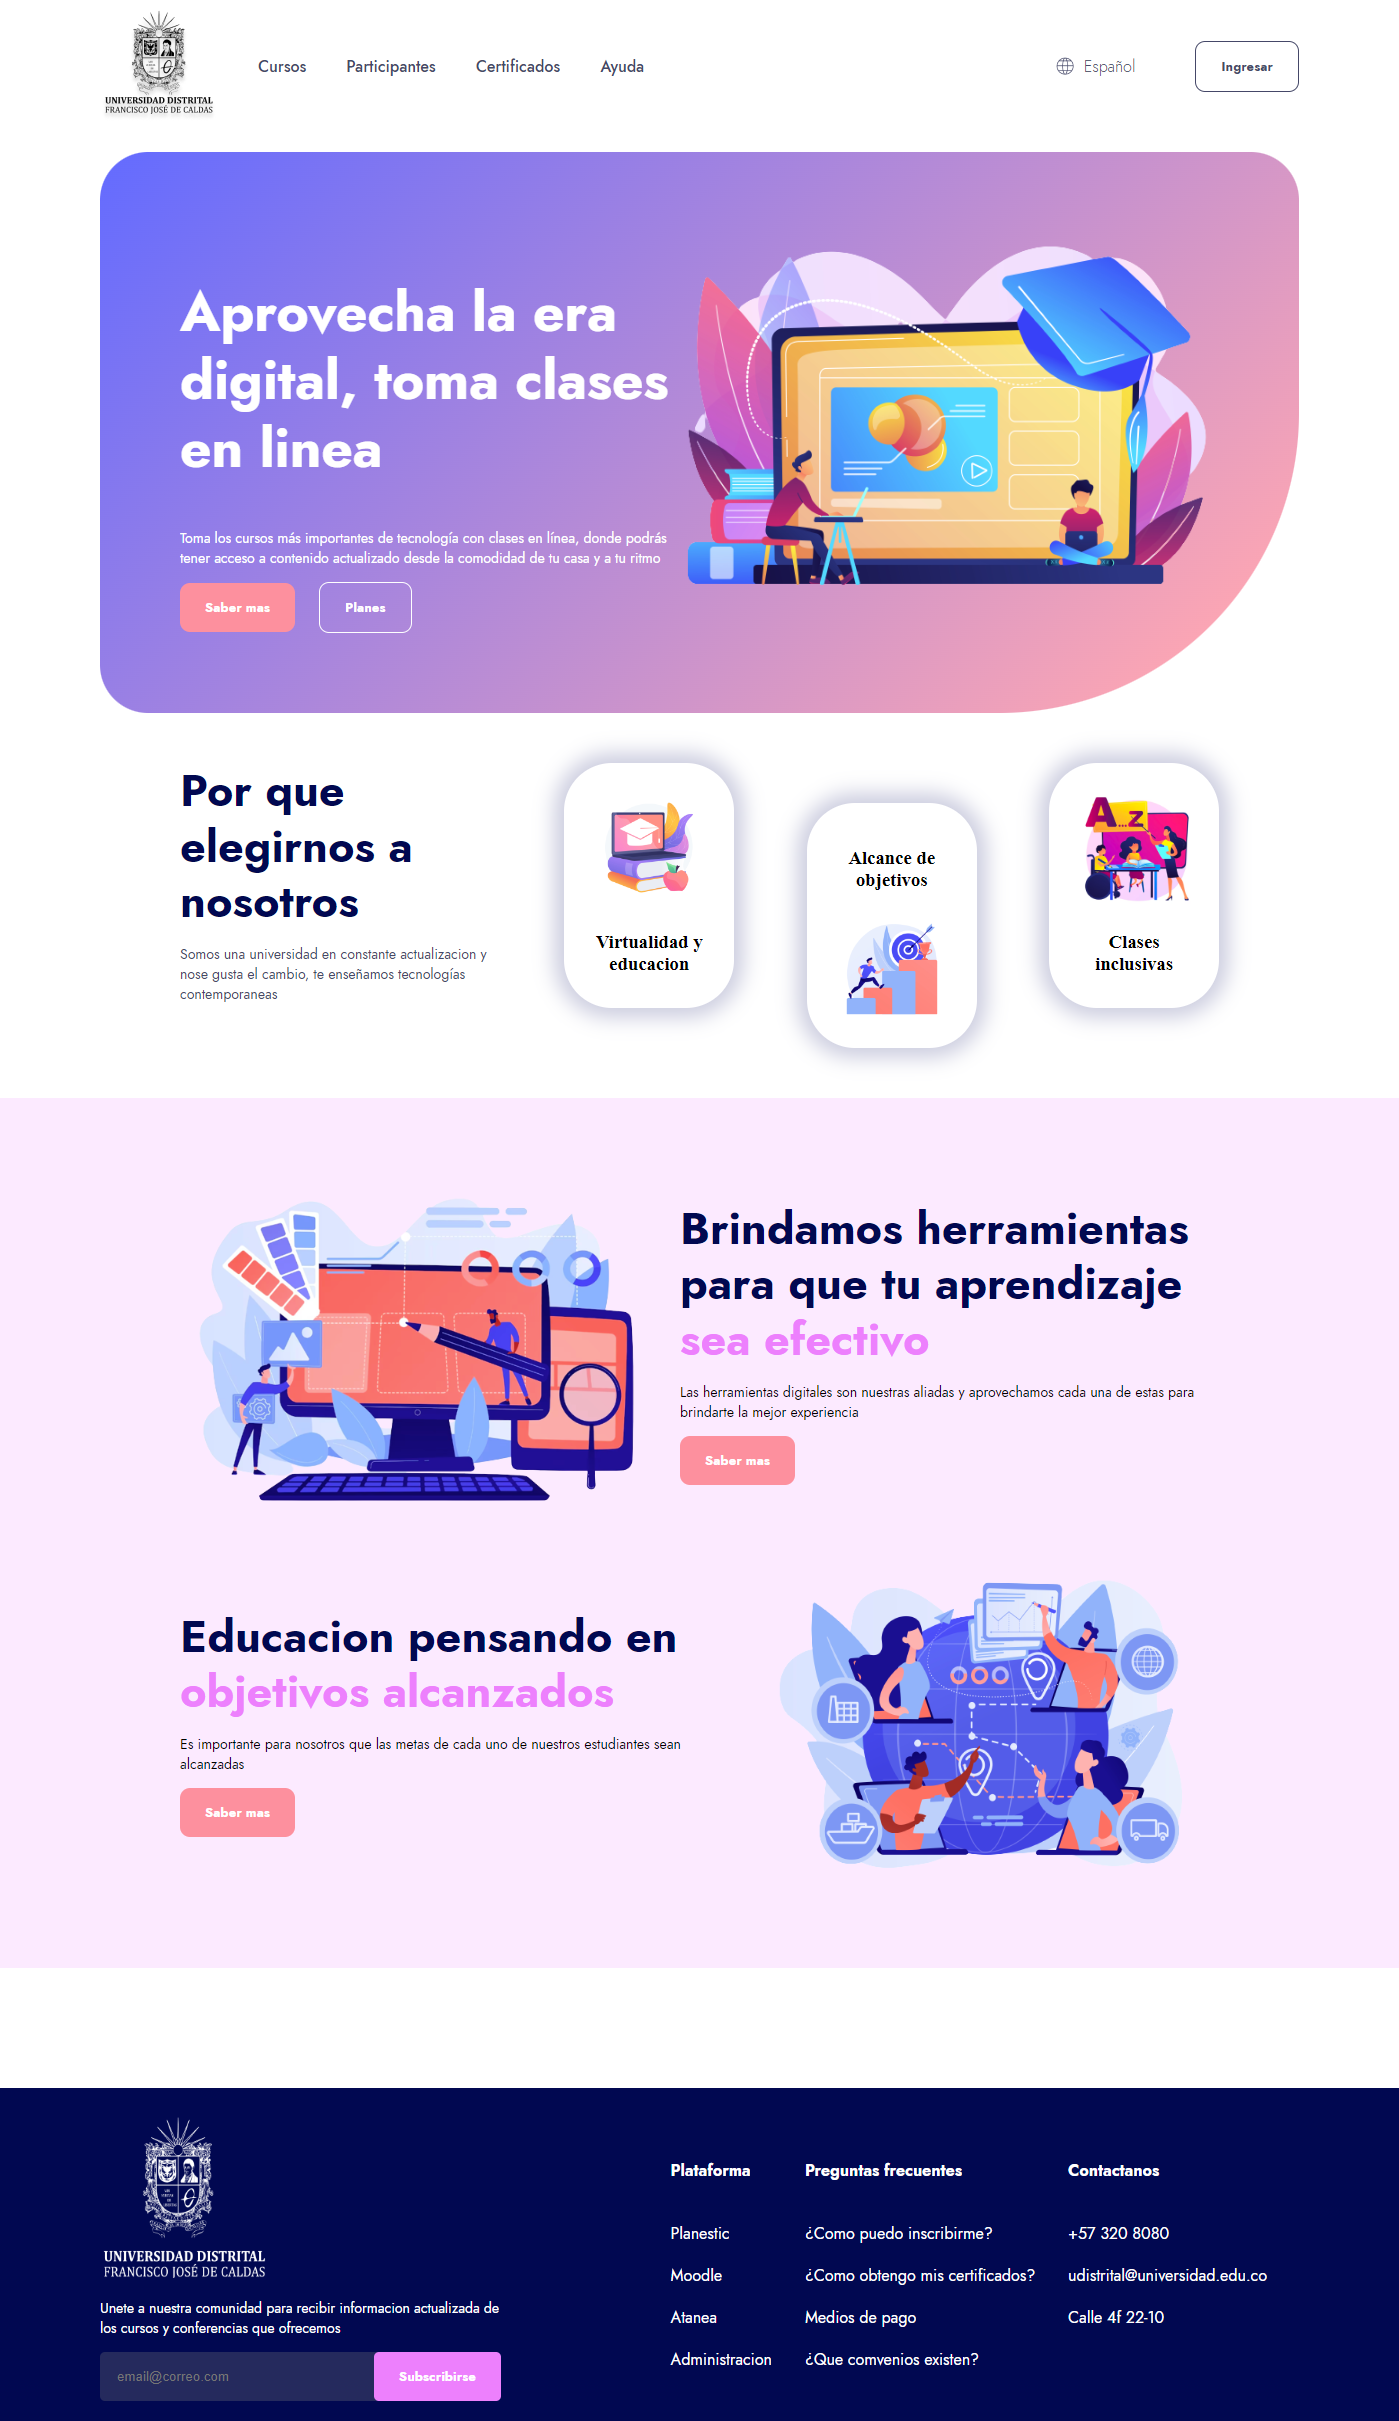 UNIVERSIDAD DISTRITAL
FRANCISCO JOSÉ DE CALDAS
Cursos
Participantes
Certificados
Ayuda
Español
Ingresar
Aprovecha la era
digital, toma clases
en linea
Toma los cursos más importantes de tecnología con clases en línea, donde podrás
tener acceso a contenido actualizado desde la comodidad de tu casa y a tu ritmo
Saber mas
Planes
Por que
elegirnos a
nosotros
Somos una universidad en constante actualizacion y
nose gusta el cambio, te enseñamos tecnologías
contemporaneas
Virtualidad y
educacion
Alcance de
objetivos
A...z
Clases
inclusivas
Brindamos herramientas
para que tu aprendizaje
sea efectivo
Las herramientas digitales son nuestras aliadas y aprovechamos cada una de estas para
brindarte la mejor experiencia
Saber mas
Educacion pensando en
objetivos alcanzados
Es importante para nosotros que las metas de cada uno de nuestros estudiantes sean
alcanzadas
Saber mas
UNIVERSIDAD DISTRITAL
FRANCISCO JOSÉ DE CALDAS
Unete a nuestra comunidad para recibir informacion actualizada de
los cursos y conferencias que ofrecemos
email@correo.com
Subscribirse
Plataforma
Planestic
Moodle
Atanea
Administracion
Preguntas frecuentes
¿Como puedo inscribirme?
¿Como obtengo mis certificados?
Medios de pago
¿Que comvenios existen?
Contactanos
+57 320 8080
udistrital@universidad.edu.co
Calle 4f 22-10